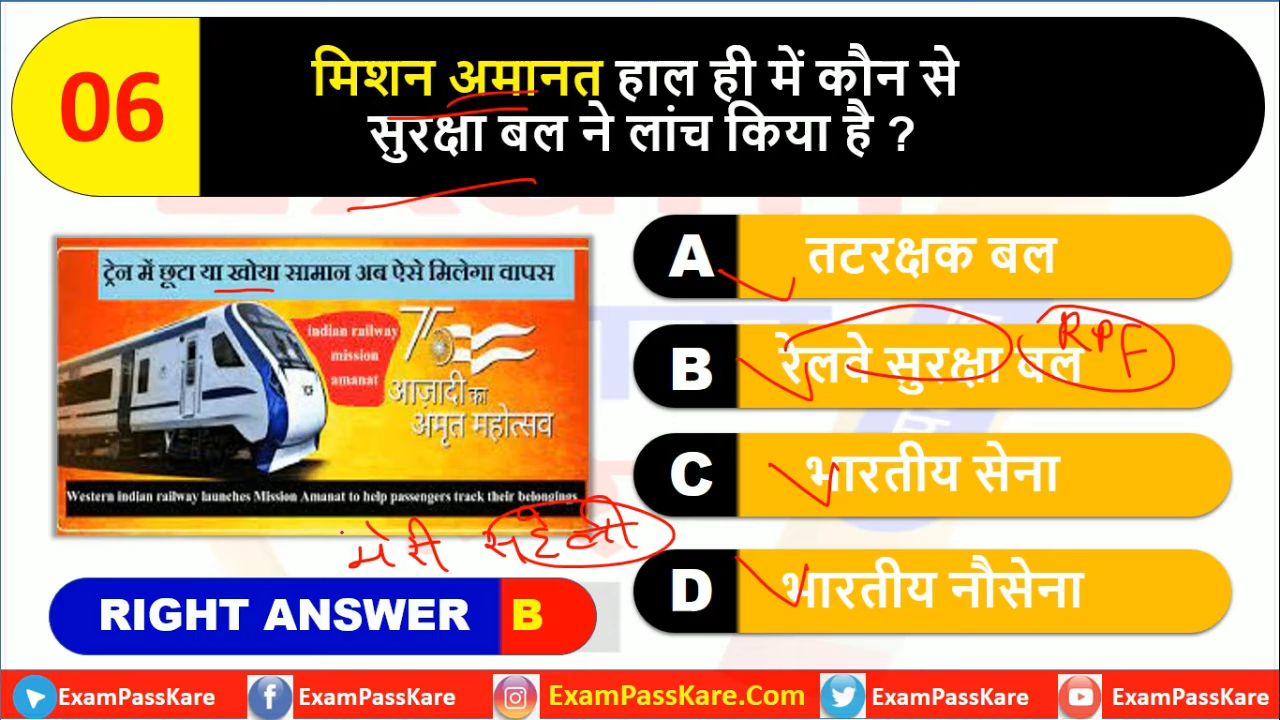 06
मिशन अमानत हाल ही में कौन से
सुरक्षा बल ने लांच किया है ?
ट्रेन में छूटा या खोया सामान अब ऐसे मिलेगा वापस
indian railway
mission
amanat
75
आज़ादी का
अमृत महोत्सव
Western indian railway launches Mission Amanat to help passengers track their belongings
मेरी सहेली
A तटरक्षक बल
B रेलवे सुरक्षा बल RPF
C भारतीय सेना
D भारतीय नौसेना
RIGHT ANSWER B
ExamPassKare ExamPassKare ExamPassKare.Com ExamPassKare ExamPassKare